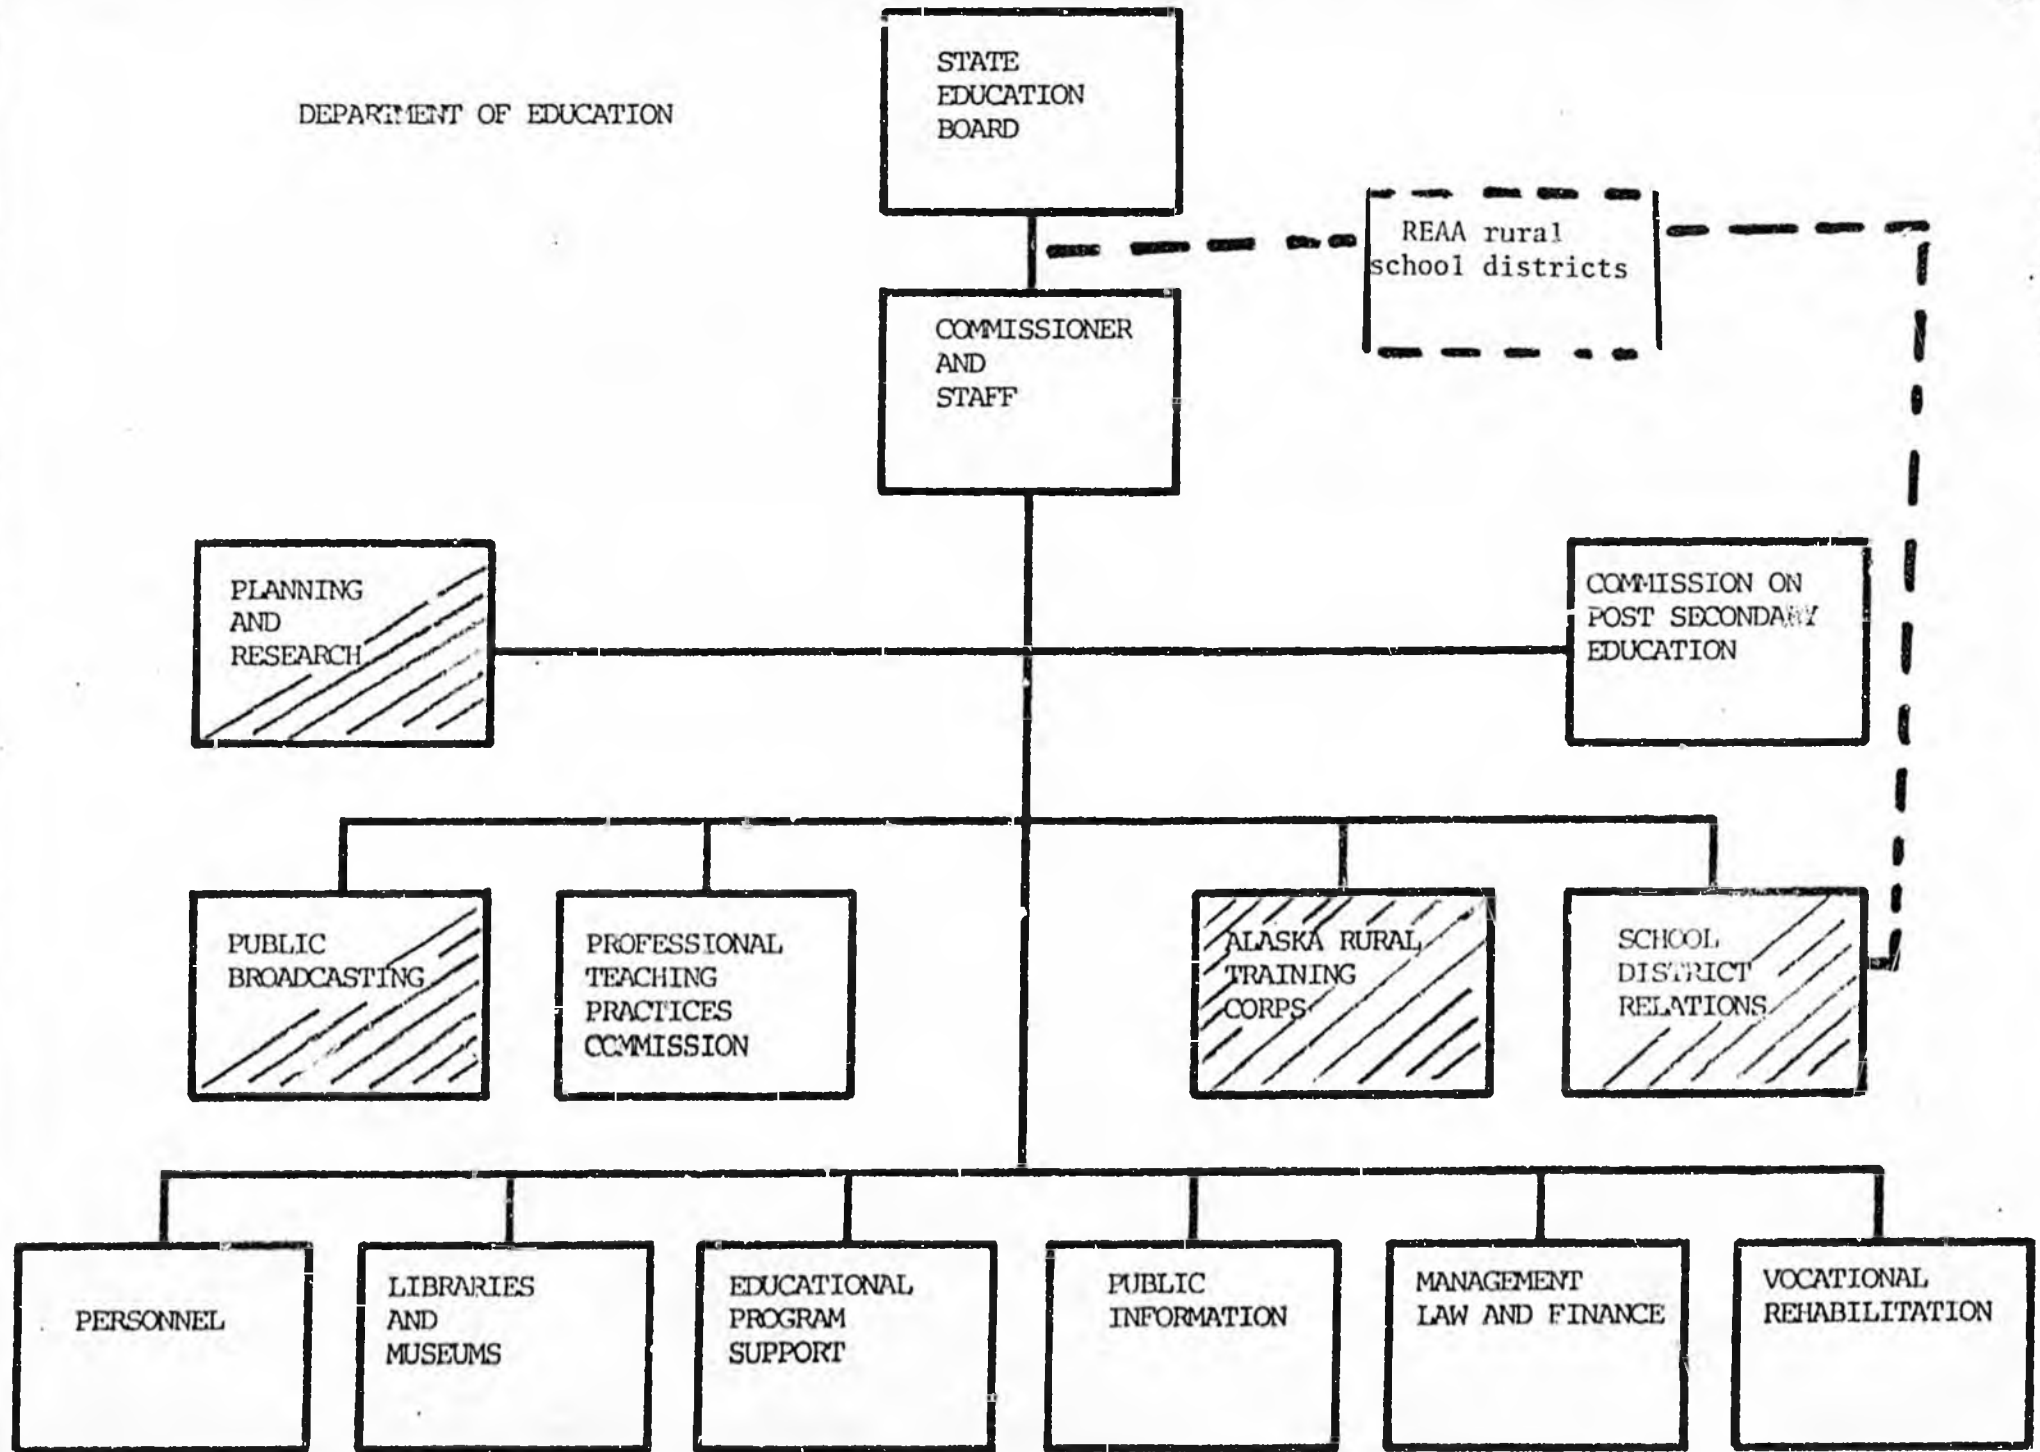 DEPARTMENT OF EDUCATION
STATE
EDUCATION
BOARD
REAA rural
school districts
COMMISSIONER
AND
STAFF
PLANNING
AND
RESEARCH
COMMISSION ON
POST SECONDARY
EDUCATION
PUBLIC
BROADCASTING
PROFESSIONAL
TEACHING
PRACTICES
COMMISSION
ALASKA RURAL
TRAINING
CORPS
SCHOOL
DISTRICT
RELATIONS
PERSONNEL
LIBRARIES
AND
MUSEUMS
EDUCATIONAL
PROGRAM
SUPPORT
PUBLIC
INFORMATION
MANAGEMENT
LAW AND FINANCE
VOCATIONAL
REHABILITATION